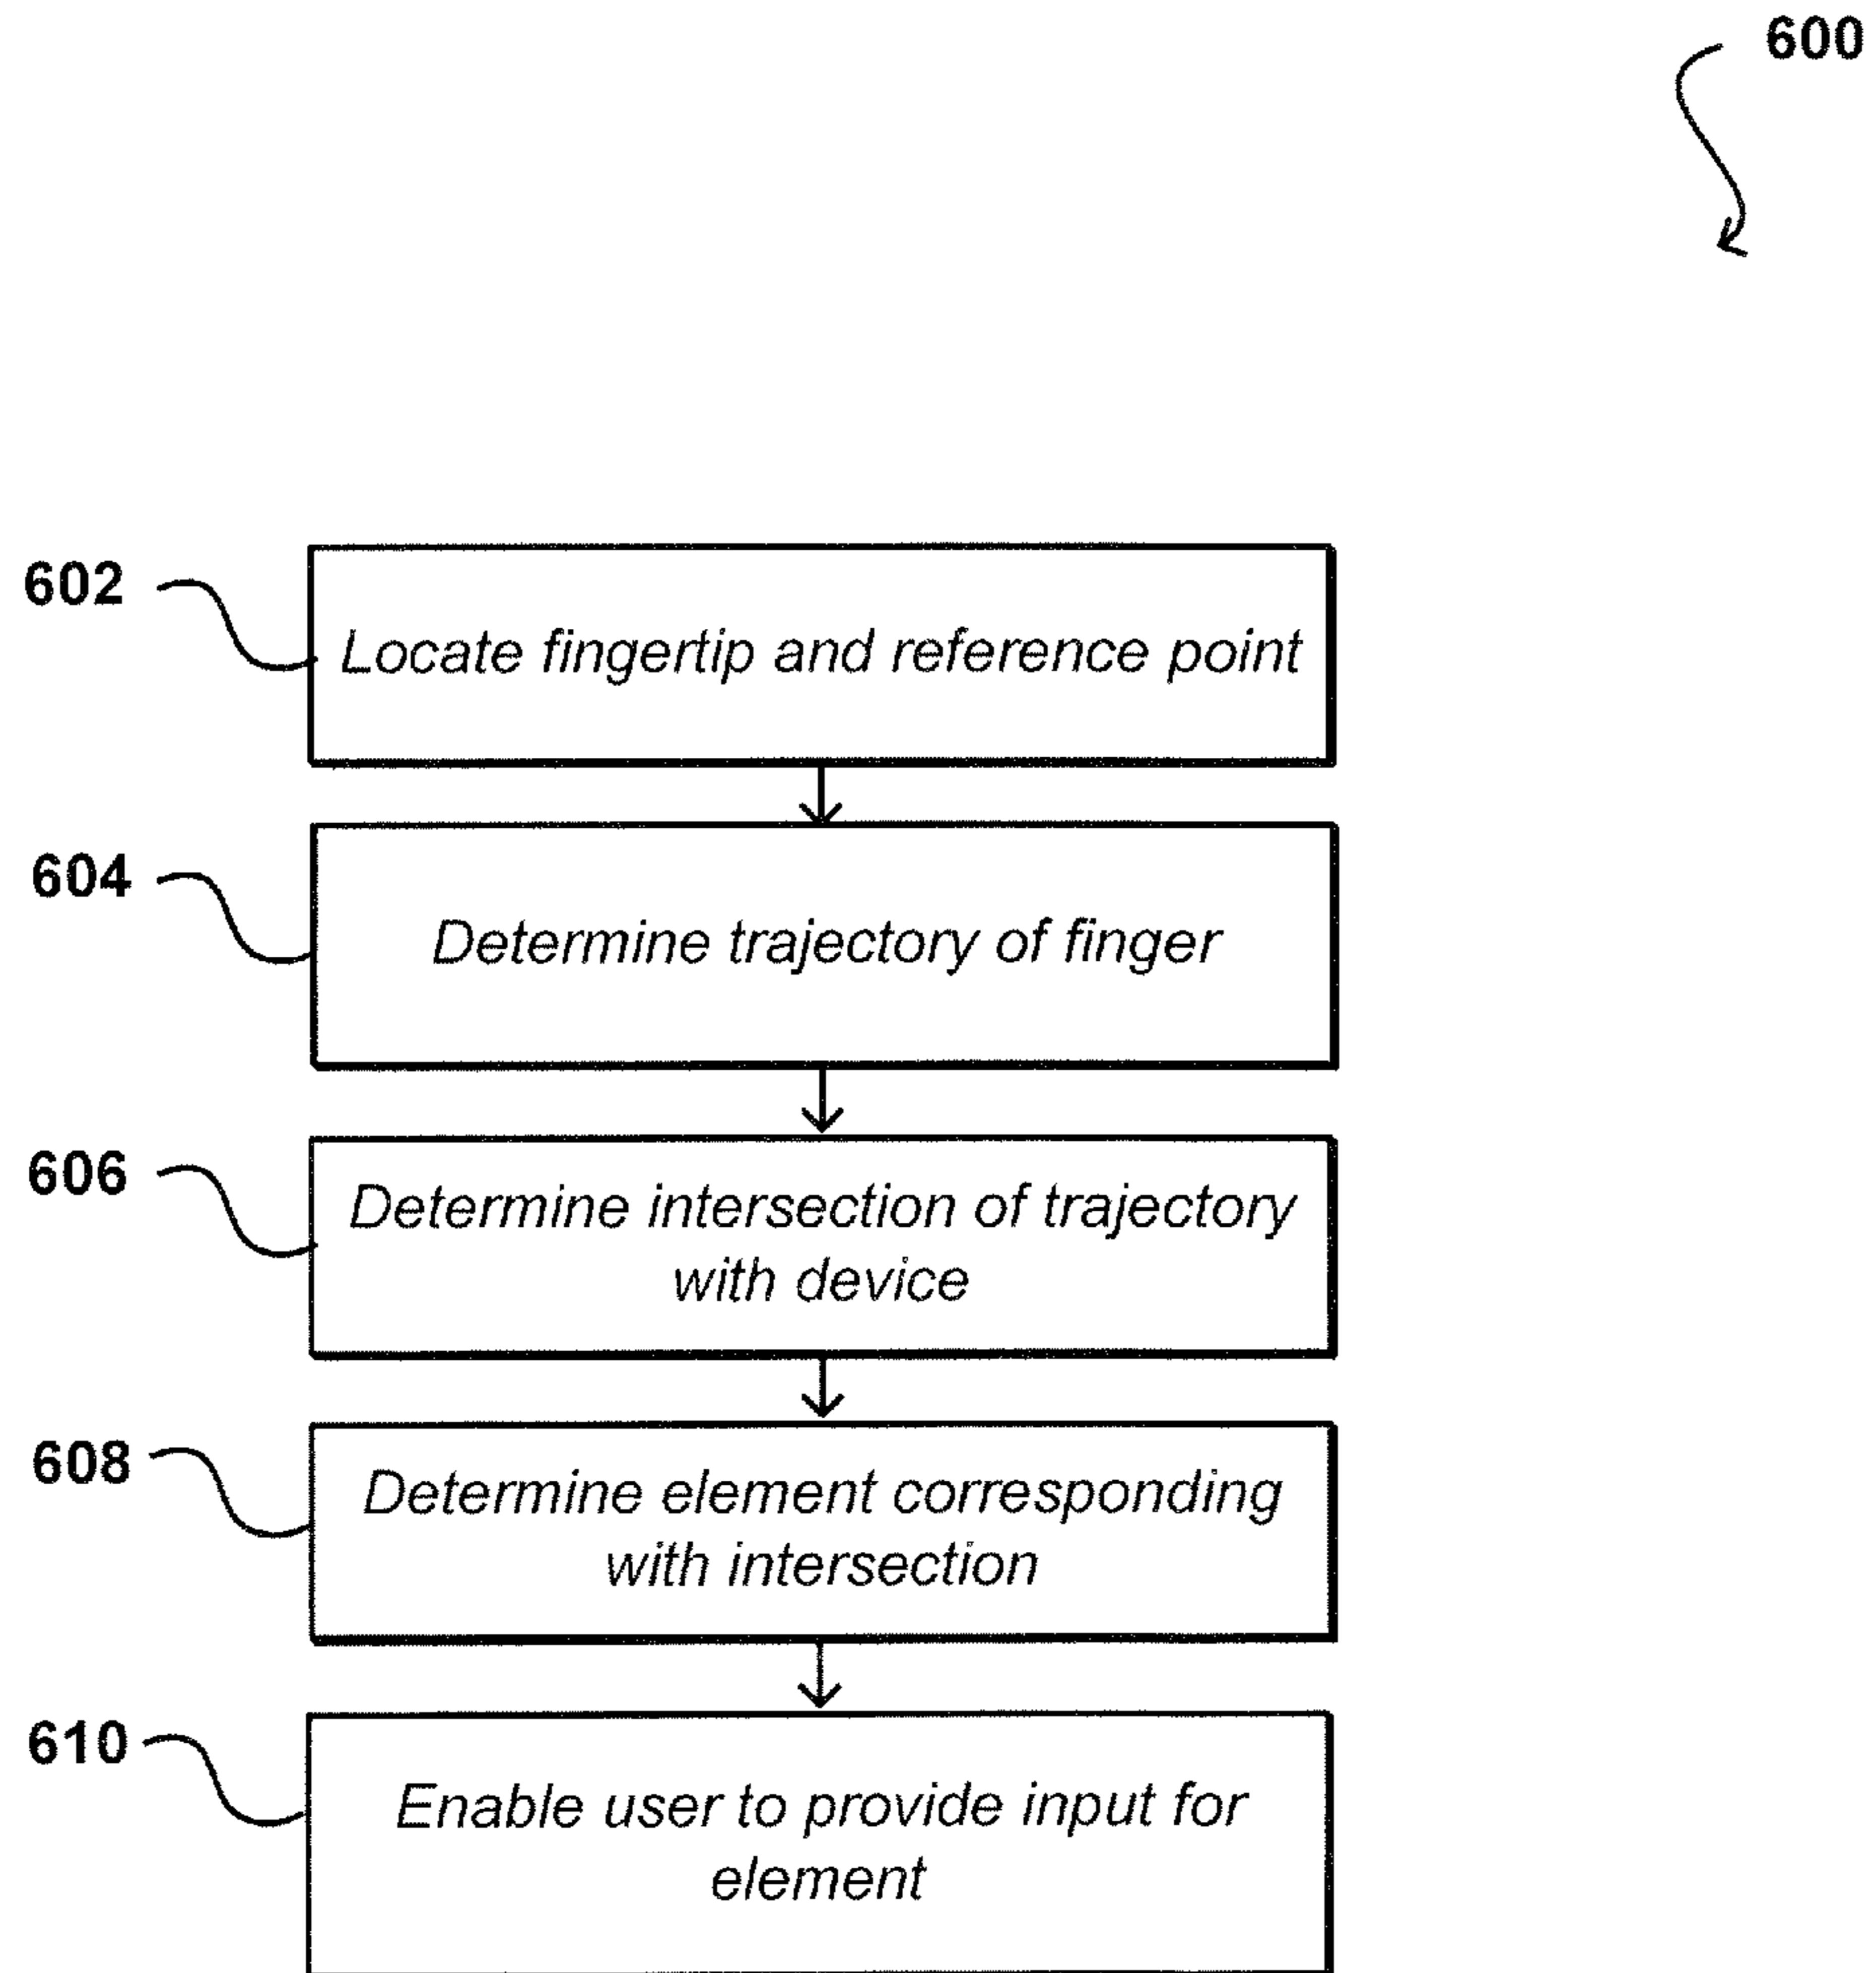 600
602
Locate fingertip and reference point
604
Determine trajectory of finger
606
Determine intersection of trajectory
with device
608
Determine element corresponding
with intersection
610
Enable user to provide input for
element